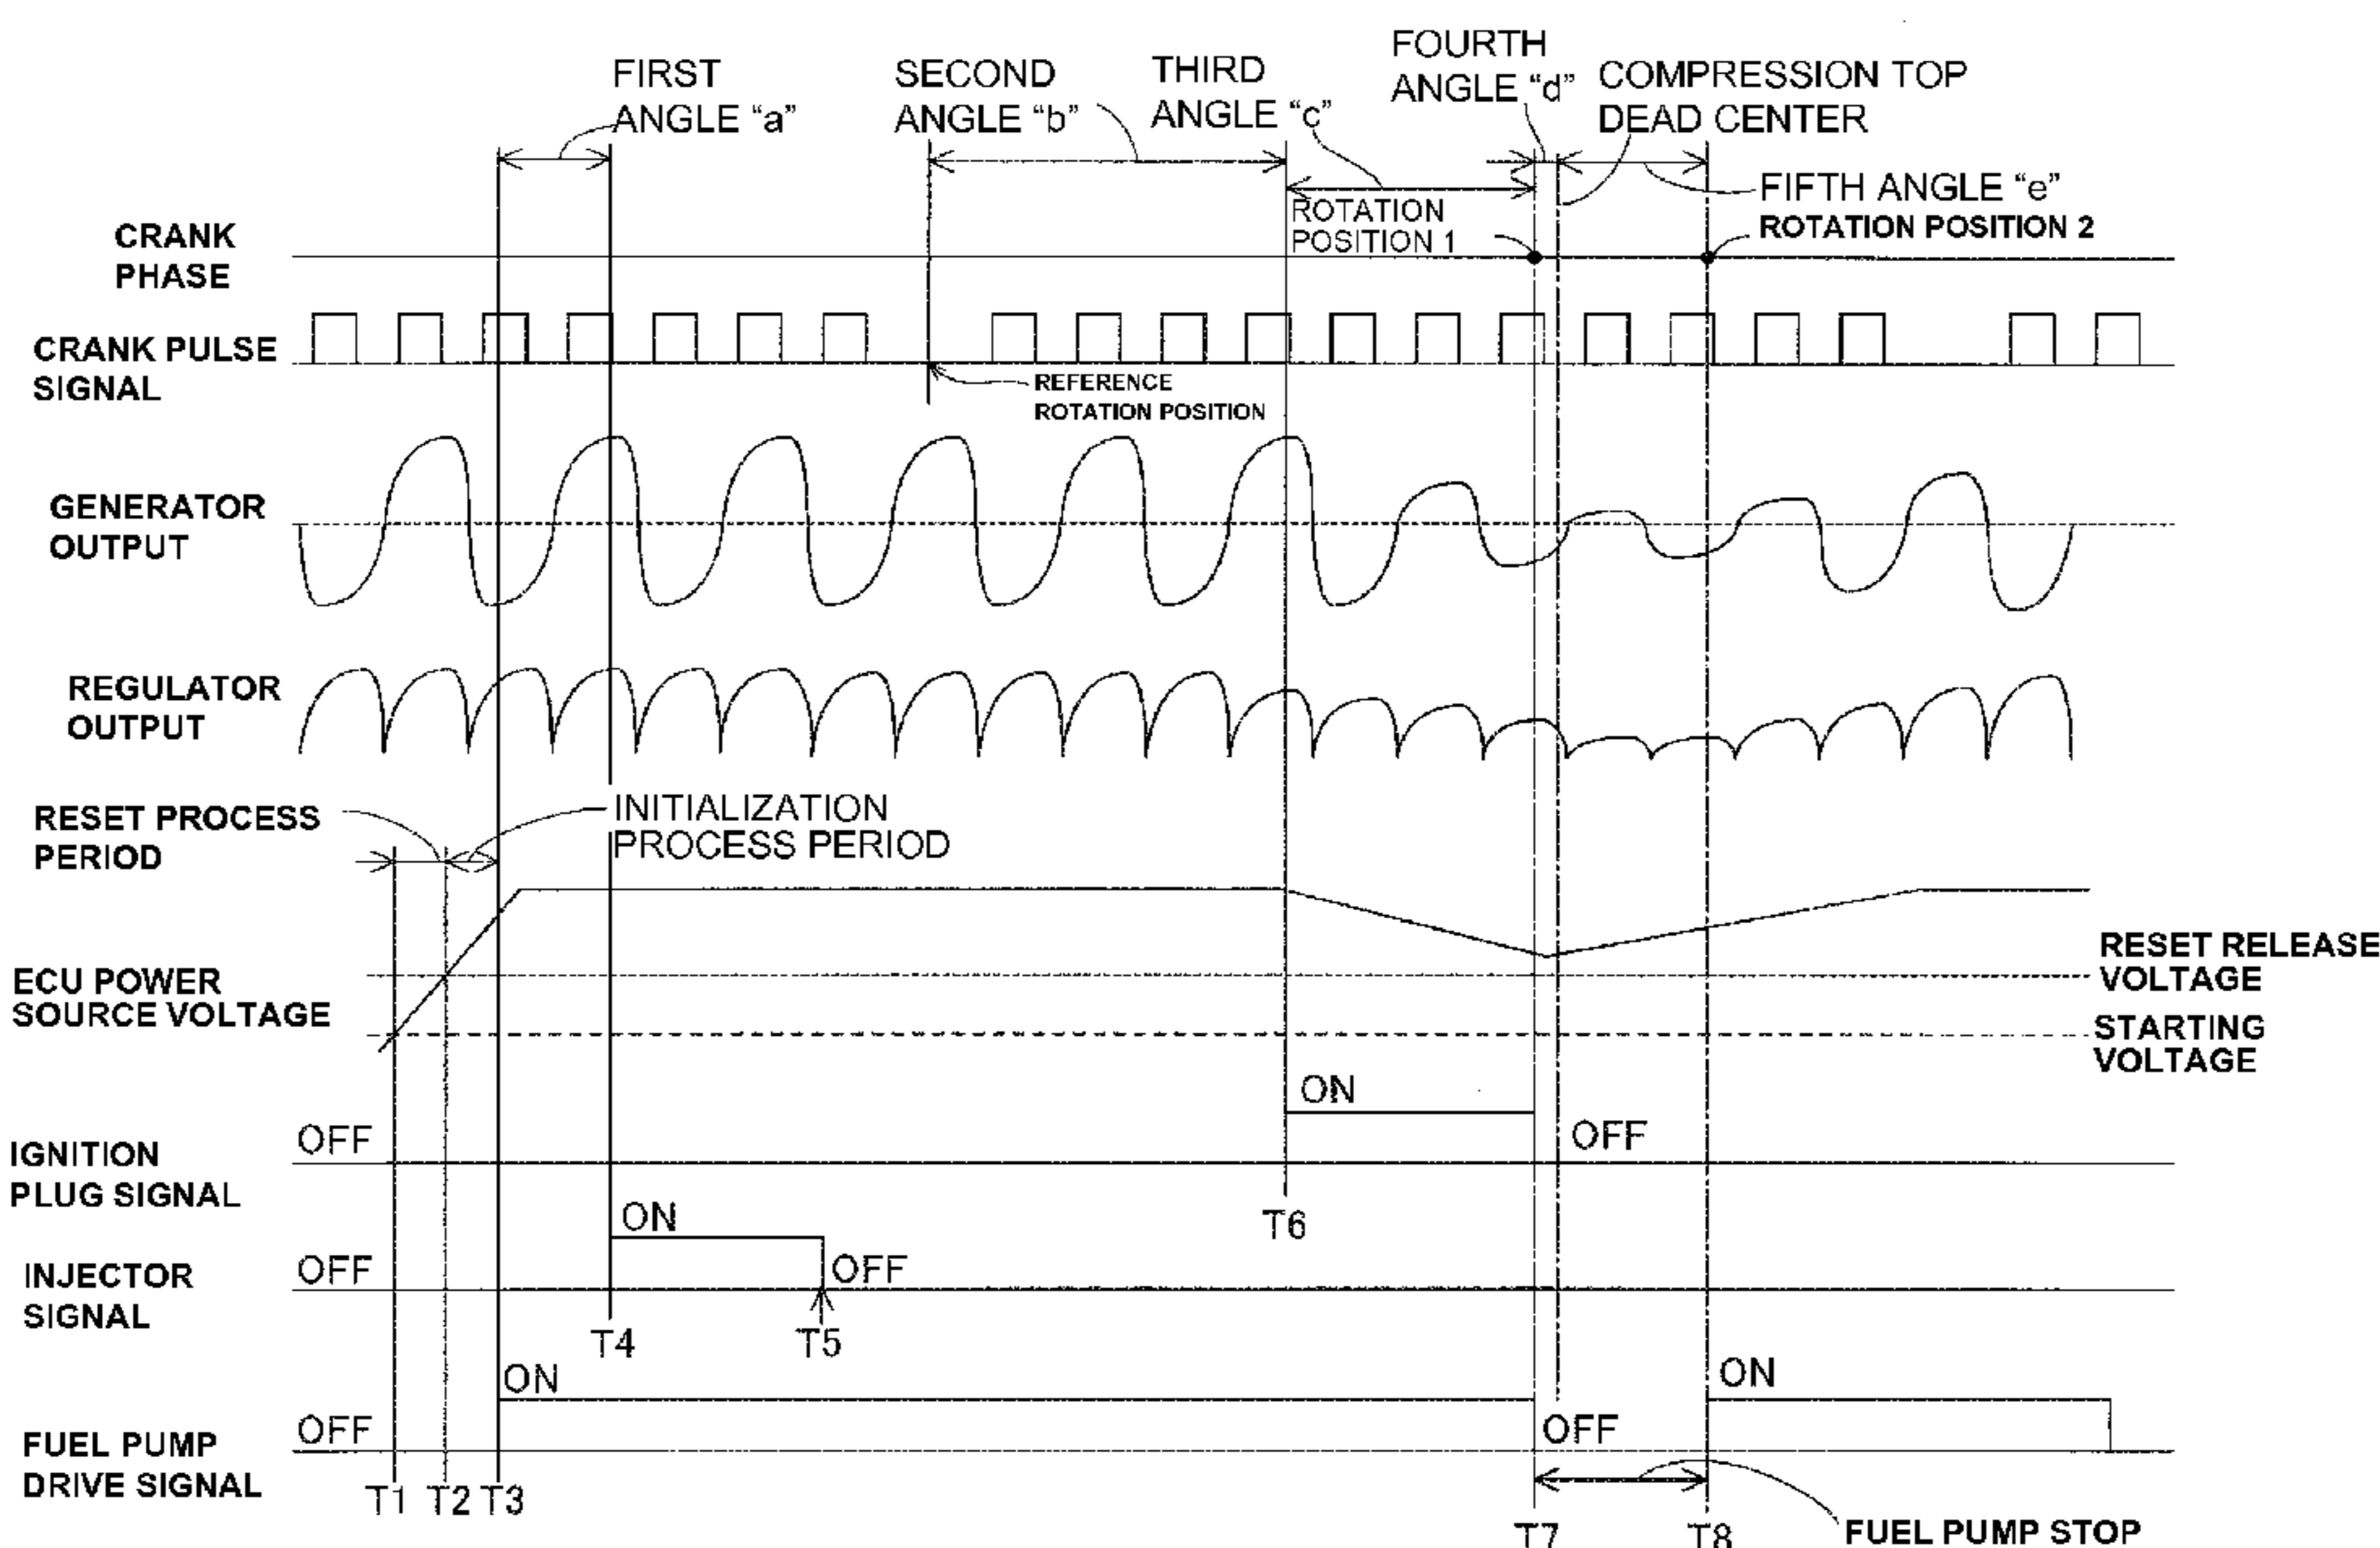 FIRST
ANGLE "a"
SECOND
ANGLE "b"
THIRD
ANGLE "c"
FOURTH
ANGLE "d"
COMPRESSION TOP
DEAD CENTER
FIFTH ANGLE "e"
ROTATION
POSITION 1
ROTATION POSITION 2
CRANK
PHASE
CRANK PULSE
SIGNAL
REFERENCE
ROTATION POSITION
GENERATOR
OUTPUT
REGULATOR
OUTPUT
RESET PROCESS
PERIOD
INITIALIZATION
PROCESS PERIOD
ECU POWER
SOURCE VOLTAGE
RESET RELEASE
VOLTAGE
STARTING
VOLTAGE
IGNITION
PLUG SIGNAL
OFF
ON
OFF
T6
INJECTOR
SIGNAL
OFF
ON
OFF
T4
T5
FUEL PUMP
DRIVE SIGNAL
OFF
ON
OFF
ON
T1
T2
T3
T7
T8
FUEL PUMP STOP